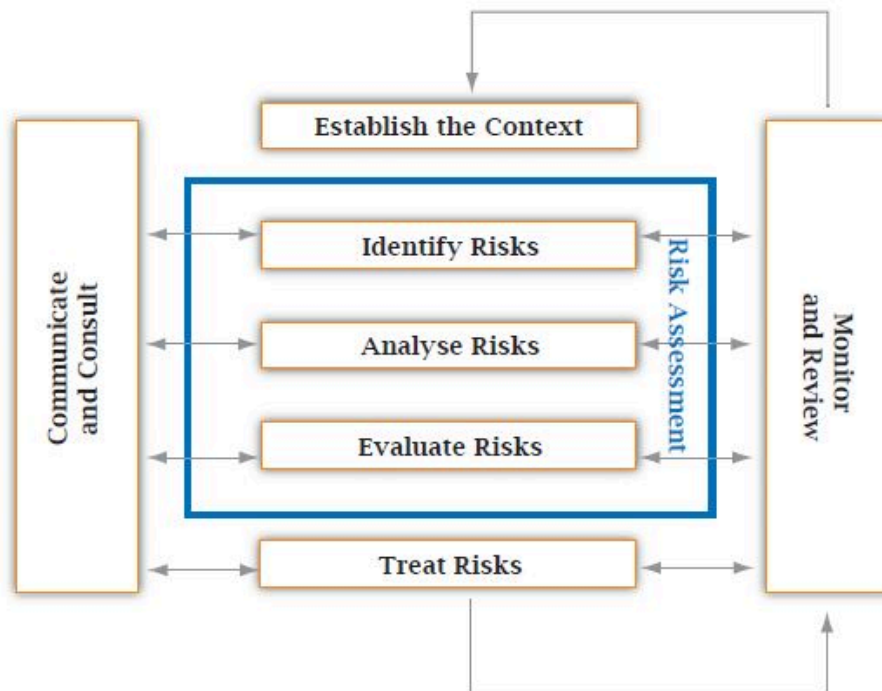 Establish the Context
Communicate
and Consult
Identify Risks
Analyse Risks
Evaluate Risks
Risk Assessment
Treat Risks
Monitor
and Review